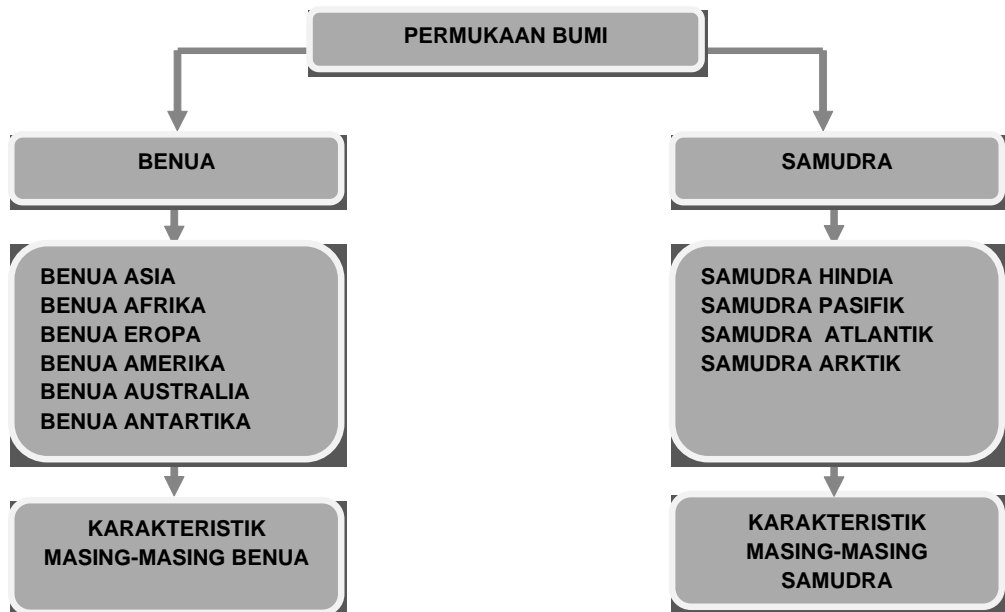 PERMUKAAN BUMI
BENUA
SAMUDRA
BENUA ASIA
BENUA AFRIKA
BENUA EROPA
BENUA AMERIKA
BENUA AUSTRALIA
BENUA ANTARTIKA
SAMUDRA HINDIA
SAMUDRA PASIFIK
SAMUDRA ATLANTIK
SAMUDRA ARKTIK
KARAKTERISTIK
MASING-MASING BENUA
KARAKTERISTIK
MASING-MASING
SAMUDRA